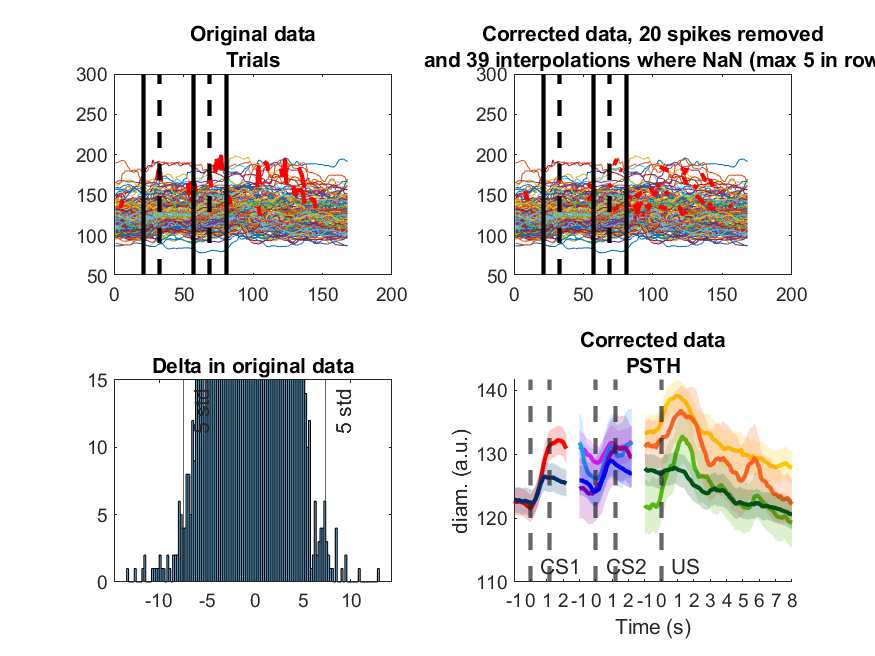 Original data
Trials
300
250
200
150
100
50
0 50 100 150 200
Corrected data, 20 spikes removed
and 39 interpolations where NaN (max 5 in row
300
250
200
150
100
50
0 50 100 150 200
Delta in original data
15
10
5
0
5 std
5 std
-10 -5 0 5 10
Corrected data
PSTH
140
130
120
110
diam. (a.u.)
CS1 CS2 US
-1 0 1 2 -1 0 1 2 -1 0 1 2 3 4 5 6 7 8
Time (s)